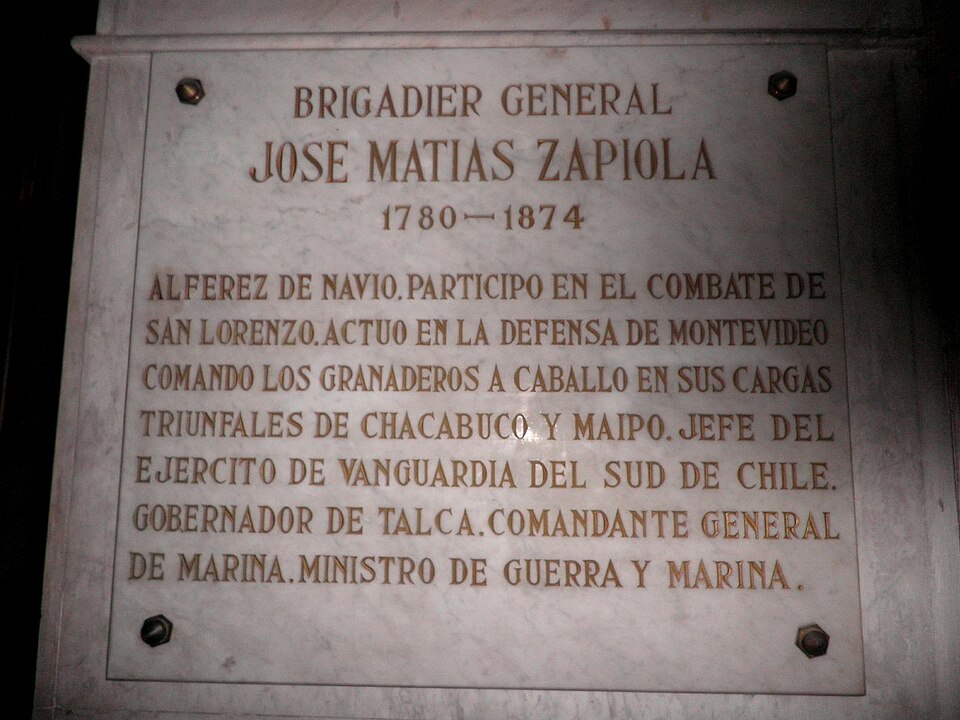 BRIGADIER GENERAL
JOSE MATIAS ZAPIOLA
1780—1874
ALFEREZ DE NAVIO. PARTICIPO EN EL COMBATE DE
SAN LORENZO. ACTUO EN LA DEFENSA DE MONTEVIDEO
COMANDO LOS GRANADEROS A CABALLO EN SUS CARGAS
TRIUNFALES DE CHACABUCO Y MAIPO. JEFE DEL
EJERCITO DE VANGUARDIA DEL SUD DE CHILE.
GOBERNADOR DE TALCA. COMANDANTE GENERAL
DE MARINA. MINISTRO DE GUERRA Y MARINA.